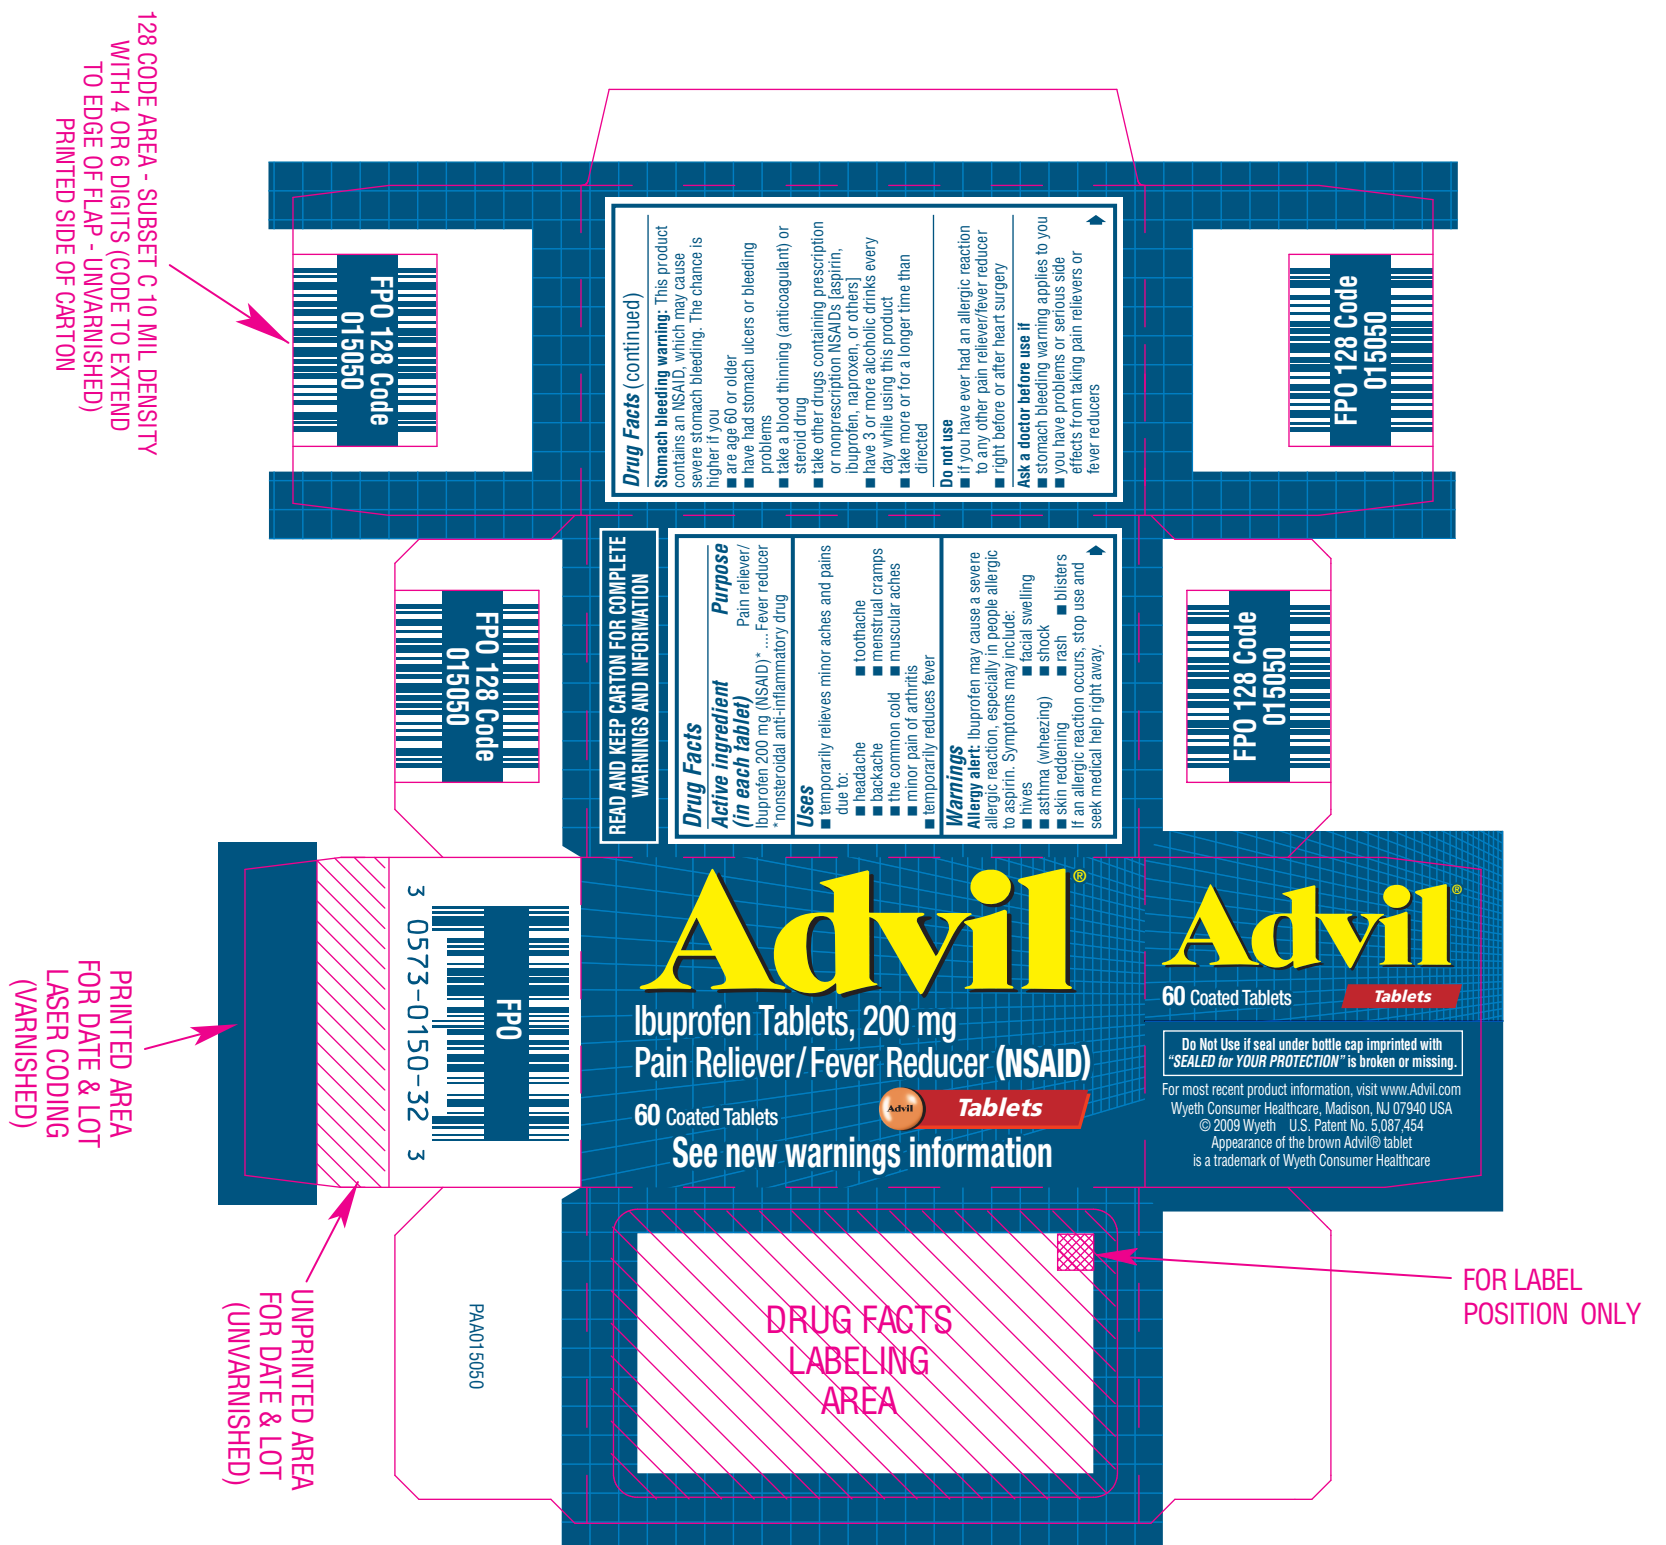 128 CODE AREA - SUBSET C 10 MIL DENSITY
WITH 4 OR 6 DIGITS (CODE TO EXTEND
TO EDGE OF FLAP - UNVARNISHED)
PRINTED SIDE OF CARTON
FPO 128 Code
015050
Drug Facts (continued)
Stomach bleeding warning: This product
contains an NSAID, which may cause
severe stomach bleeding. The chance is
higher if you
■ are age 60 or older
■ have had stomach ulcers or bleeding
problems
■ take a blood thinning (anticoagulant) or
steroid drug
■ take other drugs containing prescription
or nonprescription NSAIDs [aspirin,
ibuprofen, naproxen, or others]
■ have 3 or more alcoholic drinks every
day while using this product
■ take more or for a longer time than
directed
Do not use
■ if you have ever had an allergic reaction
to any other pain reliever/fever reducer
■ right before or after heart surgery
Ask a doctor before use if
■ stomach bleeding warning applies to you
■ you have problems or serious side
effects from taking pain relievers or
fever reducers
FPO 128 Code
015050
FPO 128 Code
015050
READ AND KEEP CARTON FOR COMPLETE
WARNINGS AND INFORMATION
Drug Facts
Active ingredient Purpose
(in each tablet) Pain reliever/
Ibuprofen 200 mg (NSAID)* .... Fever reducer
*nonsteroidal anti-inflammatory drug
Uses
■ temporarily relieves minor aches and pains
due to:
■ headache ■ toothache
■ backache ■ menstrual cramps
■ the common cold ■ muscular aches
■ minor pain of arthritis
■ temporarily reduces fever
Warnings
Allergy alert: Ibuprofen may cause a severe
allergic reaction, especially in people allergic
to aspirin. Symptoms may include:
■ hives ■ facial swelling
■ asthma (wheezing) ■ shock
■ skin reddening ■ rash ■ blisters
If an allergic reaction occurs, stop use and
seek medical help right away.
FPO 128 Code
015050
PRINTED AREA
FOR DATE & LOT
LASER CODING
(VARNISHED)
FPO
3 0573-0150-32 3
UNPRINTED AREA
FOR DATE & LOT
(UNVARNISHED)
Advil®
Ibuprofen Tablets, 200 mg
Pain Reliever/Fever Reducer (NSAID)
60 Coated Tablets
Advil
Tablets
See new warnings information
Advil®
60 Coated Tablets
Tablets
Do Not Use if seal under bottle cap imprinted with
“SEALED for YOUR PROTECTION” is broken or missing.
For most recent product information, visit www.Advil.com
Wyeth Consumer Healthcare, Madison, NJ 07940 USA
© 2009 Wyeth U.S. Patent No. 5,087,454
Appearance of the brown Advil® tablet
is a trademark of Wyeth Consumer Healthcare
PAA015050
DRUG FACTS
LABELING
AREA
FOR LABEL
POSITION ONLY